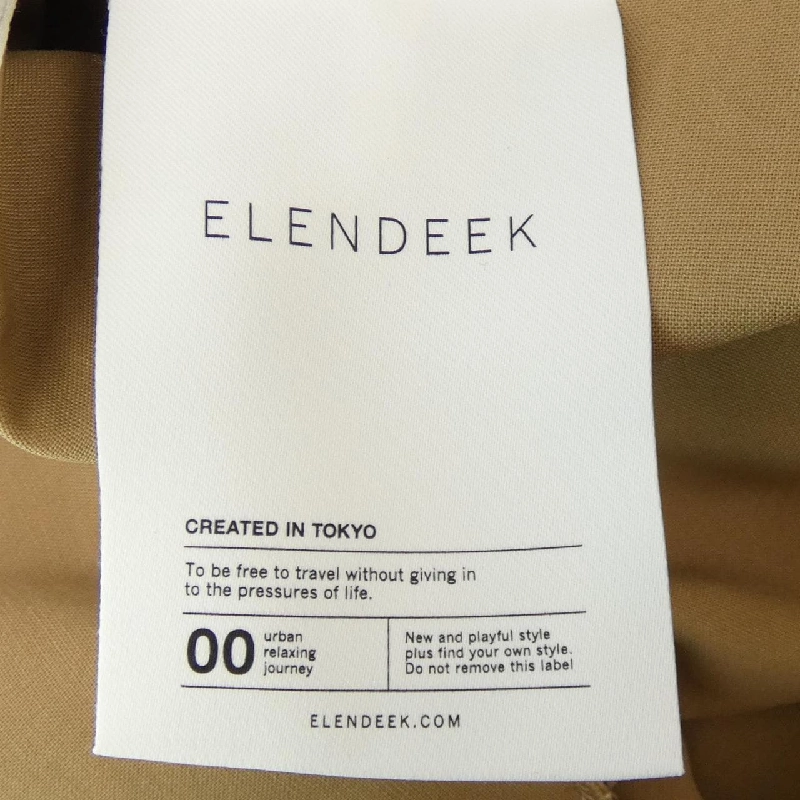 ELENDEEK
CREATED IN TOKYO
To be free to travel without giving in
to the pressures of life.
00
urban
relaxing
journey
New and playful style
plus find your own style.
Do not remove this label
ELENDEEK.COM